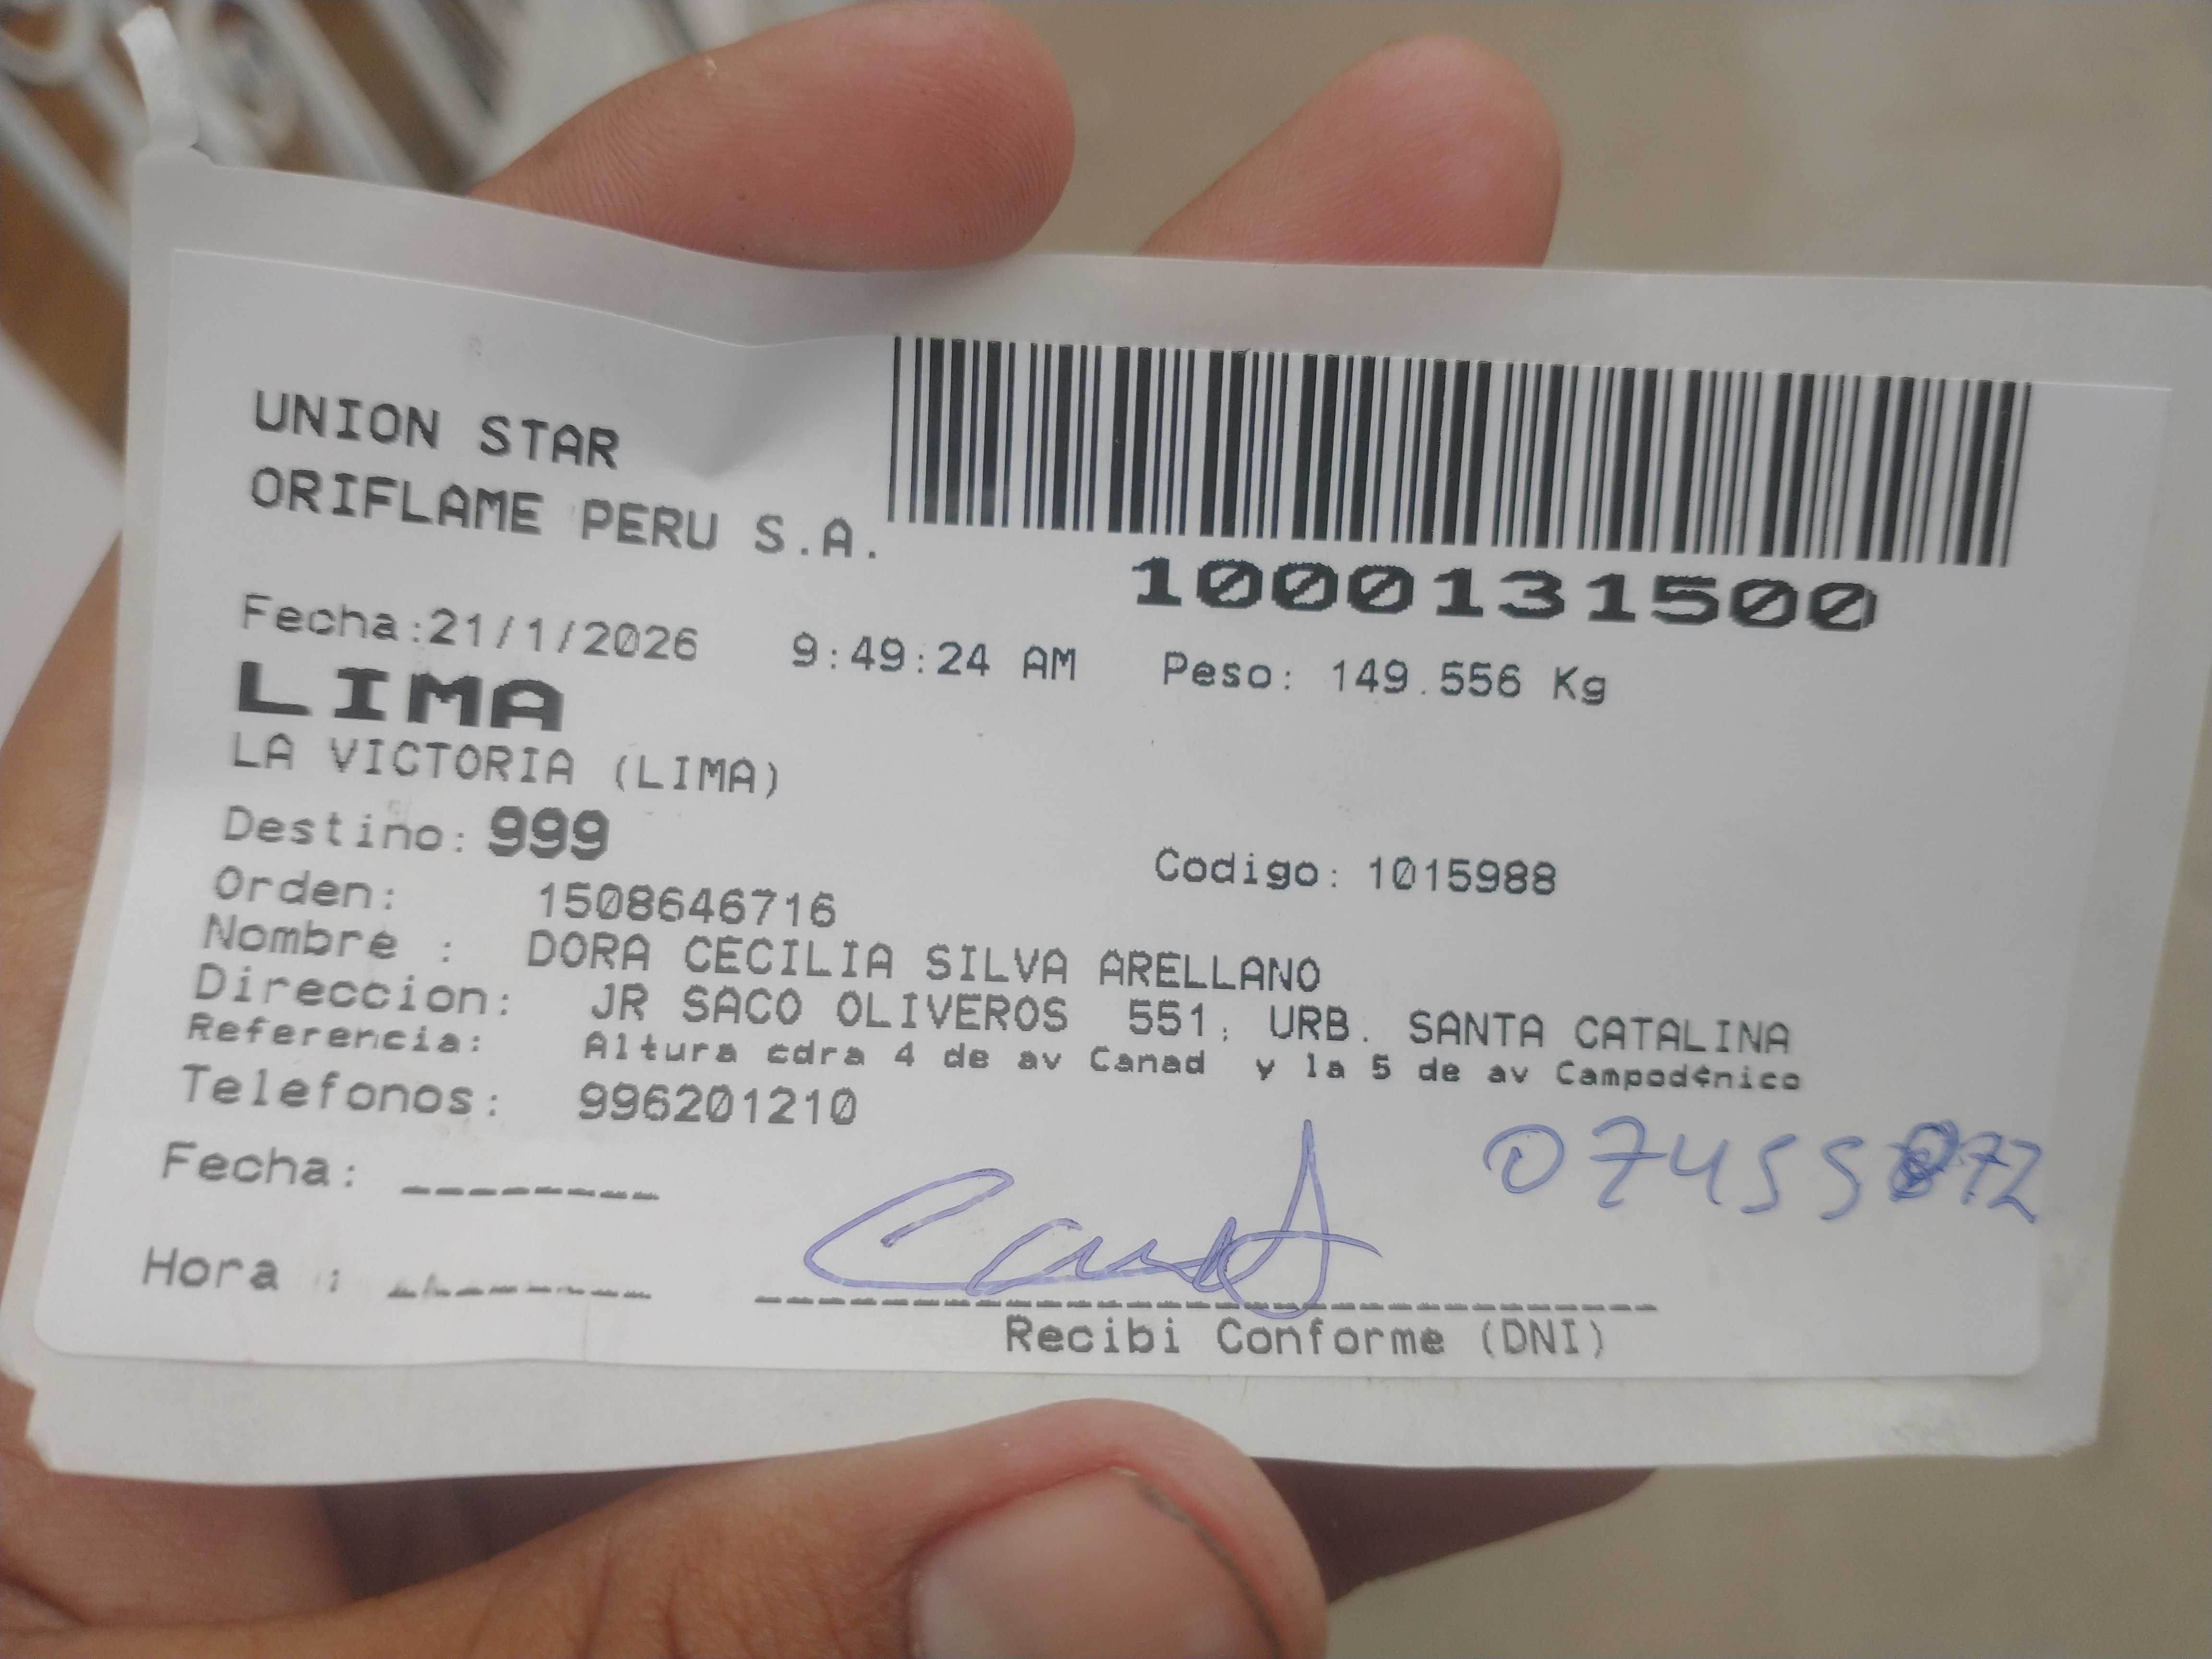 UNION STAR
ORIFLAME PERU S.A.
1000131500
Fecha:21/1/2026 9:49:24 AM Peso: 149.556 Kg
LIMA
LA VICTORIA (LIMA)
Destino: 999
Codigo: 1015988
Orden: 1508646716
Nombre : DORA CECILIA SILVA ARELLANO
Direccion: JR SACO OLIVEROS 551, URB. SANTA CATALINA
Referencia: Altura cdra 4 de av Canad y la 5 de av Campod¢nico
Telefonos: 996201210
Fecha:
Hora :
Recibi Conforme (DNI)